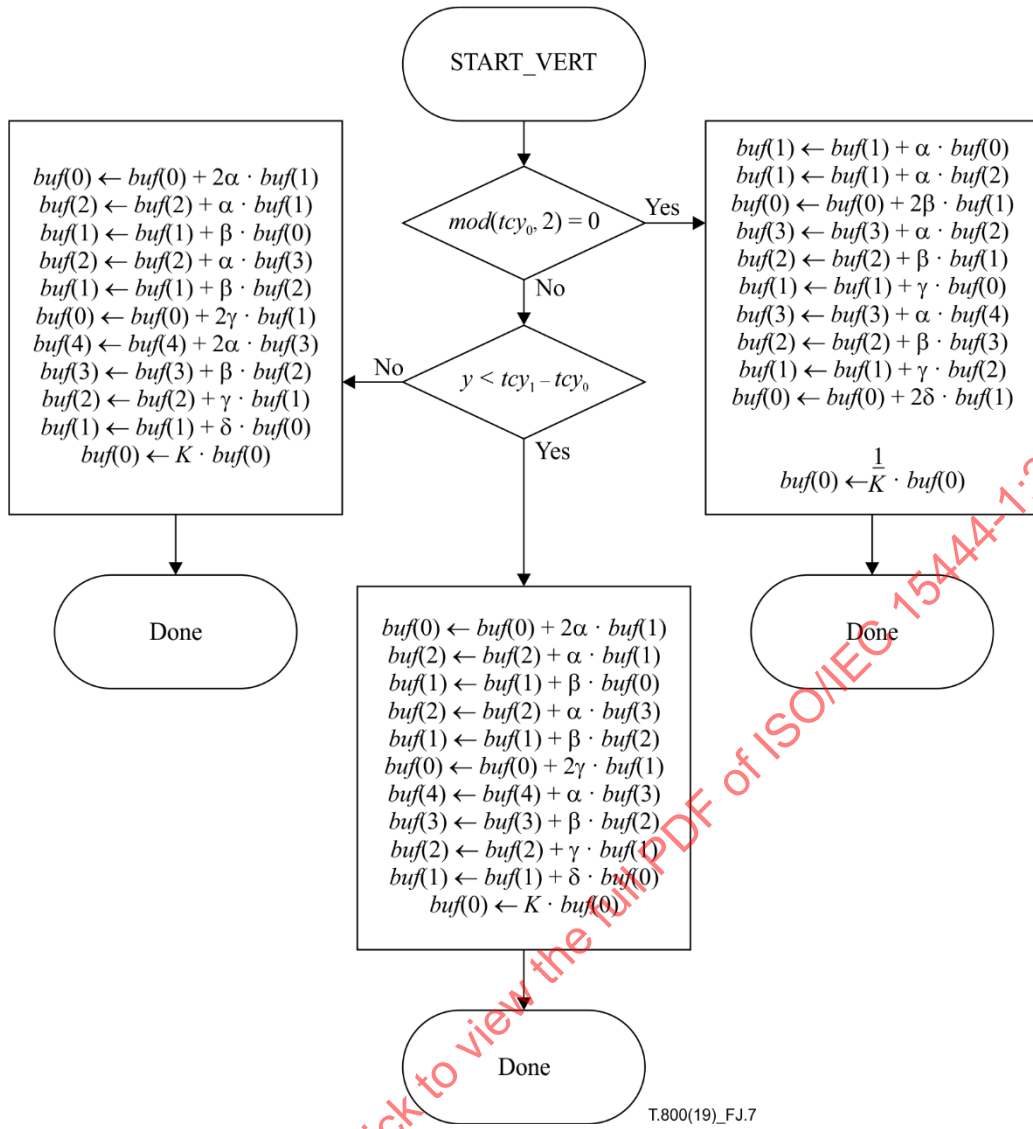 START_VERT
mod(tcy₀, 2) = 0
Yes
No
y < tcy₁ – tcy₀
No
Yes
buf(0) ← buf(0) + 2α · buf(1)
buf(2) ← buf(2) + α · buf(1)
buf(1) ← buf(1) + β · buf(0)
buf(2) ← buf(2) + α · buf(3)
buf(1) ← buf(1) + β · buf(2)
buf(0) ← buf(0) + 2γ · buf(1)
buf(4) ← buf(4) + 2α · buf(3)
buf(3) ← buf(3) + β · buf(2)
buf(2) ← buf(2) + γ · buf(1)
buf(1) ← buf(1) + δ · buf(0)
buf(0) ← K · buf(0)
Done
buf(1) ← buf(1) + α · buf(0)
buf(1) ← buf(1) + α · buf(2)
buf(0) ← buf(0) + 2β · buf(1)
buf(3) ← buf(3) + α · buf(2)
buf(2) ← buf(2) + β · buf(1)
buf(1) ← buf(1) + γ · buf(0)
buf(3) ← buf(3) + α · buf(4)
buf(2) ← buf(2) + β · buf(3)
buf(1) ← buf(1) + γ · buf(2)
buf(0) ← buf(0) + 2δ · buf(1)
buf(0) ← 1/K · buf(0)
Done
buf(0) ← buf(0) + 2α · buf(1)
buf(2) ← buf(2) + α · buf(1)
buf(1) ← buf(1) + β · buf(0)
buf(2) ← buf(2) + α · buf(3)
buf(1) ← buf(1) + β · buf(2)
buf(0) ← buf(0) + 2γ · buf(1)
buf(4) ← buf(4) + α · buf(3)
buf(3) ← buf(3) + β · buf(2)
buf(2) ← buf(2) + γ · buf(1)
buf(1) ← buf(1) + δ · buf(0)
buf(0) ← K · buf(0)
Done
T.800(19)_FJ.7
to view the full PDF of ISO/IEC 15444-1: